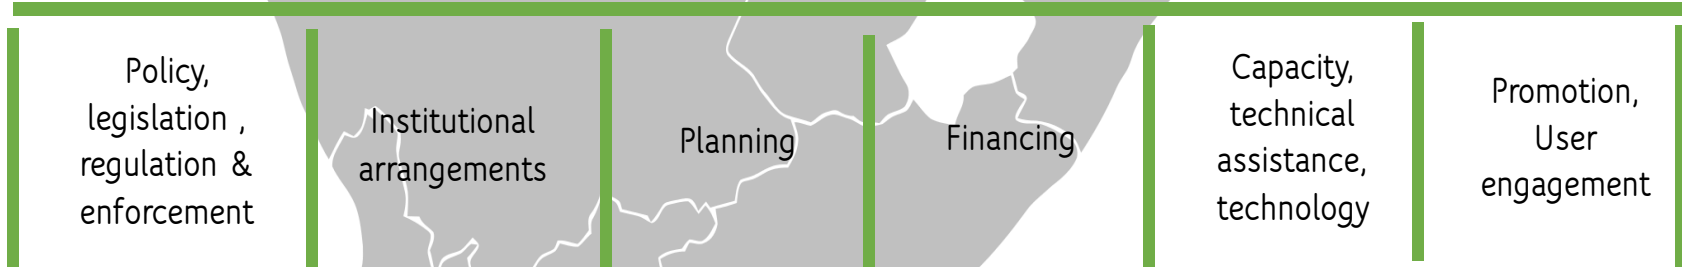 Policy,
legislation ,
regulation &
enforcement
Institutional
arrangements
Planning
Financing
Capacity,
technical
assistance,
technology
Promotion,
User
engagement